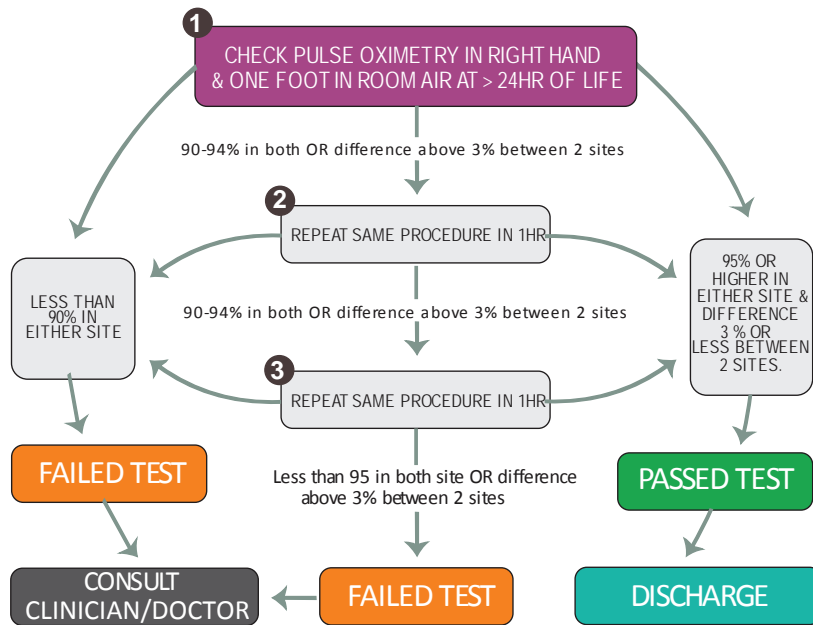 1
CHECK PULSE OXIMETRY IN RIGHT HAND
& ONE FOOT IN ROOM AIR AT > 24HR OF LIFE
90-94% in both OR difference above 3% between 2 sites
2
REPEAT SAME PROCEDURE IN 1HR
LESS THAN
90% IN
EITHER SITE
95% OR
HIGHER IN
EITHER SITE &
DIFFERENCE
3 % OR
LESS BETWEEN
2 SITES.
90-94% in both OR difference above 3% between 2 sites
3
REPEAT SAME PROCEDURE IN 1HR
FAILED TEST
Less than 95 in both site OR difference
above 3% between 2 sites
PASSED TEST
CONSULT
CLINICIAN/DOCTOR
FAILED TEST
DISCHARGE